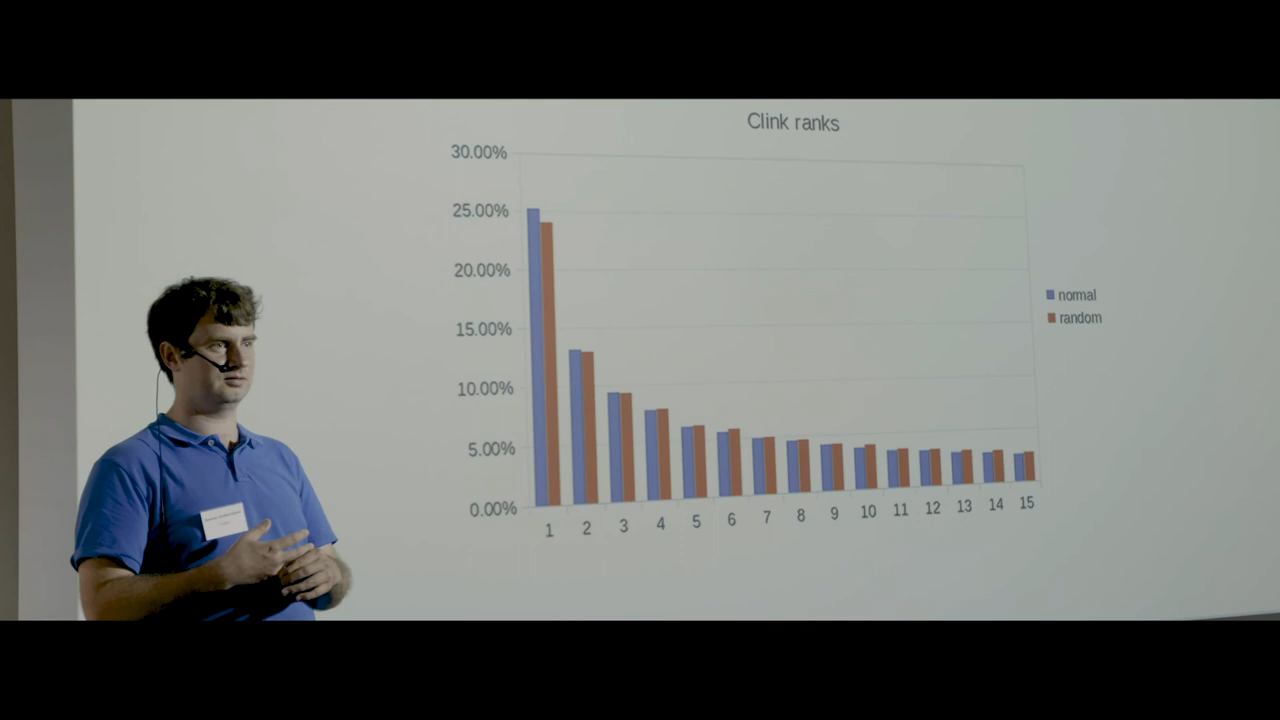 Clink ranks
30.00%
25.00%
20.00%
15.00%
10.00%
5.00%
0.00%
1 2 3 4 5 6 7 8 9 10 11 12 13 14 15
normal
random